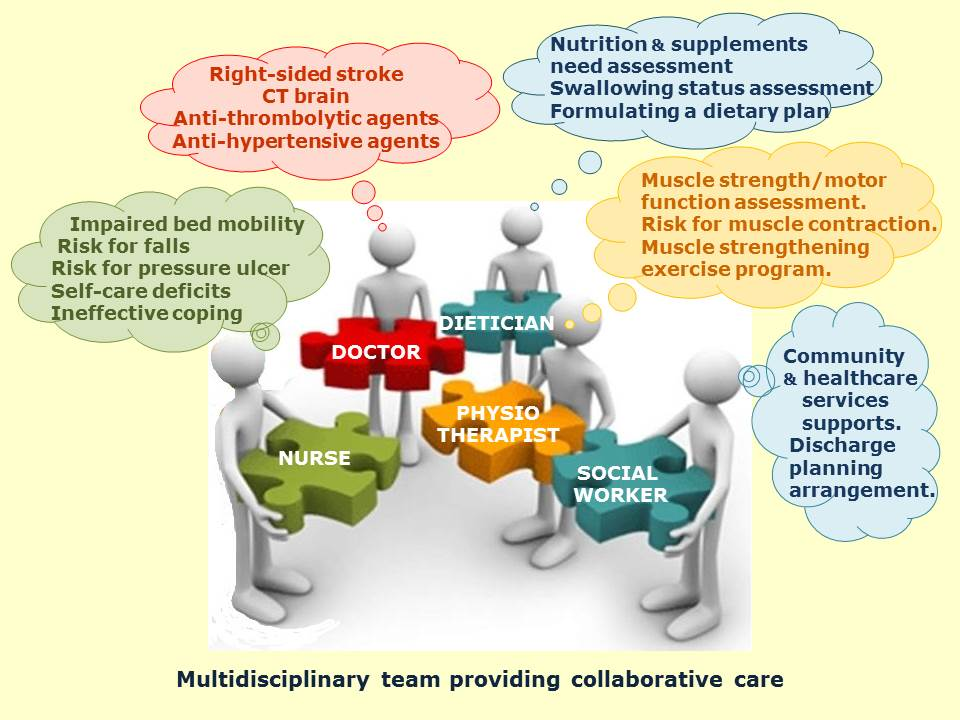 Right-sided stroke
CT brain
Anti-thrombolytic agents
Anti-hypertensive agents
Nutrition & supplements
need assessment
Swallowing status assessment
Formulating a dietary plan
Impaired bed mobility
Risk for falls
Risk for pressure ulcer
Self-care deficits
Ineffective coping
Muscle strength/motor
function assessment.
Risk for muscle contraction.
Muscle strengthening
exercise program.
Community
& healthcare
services
supports.
Discharge
planning
arrangement.
DOCTOR
DIETICIAN
NURSE
PHYSIO
THERAPIST
SOCIAL
WORKER
Multidisciplinary team providing collaborative care